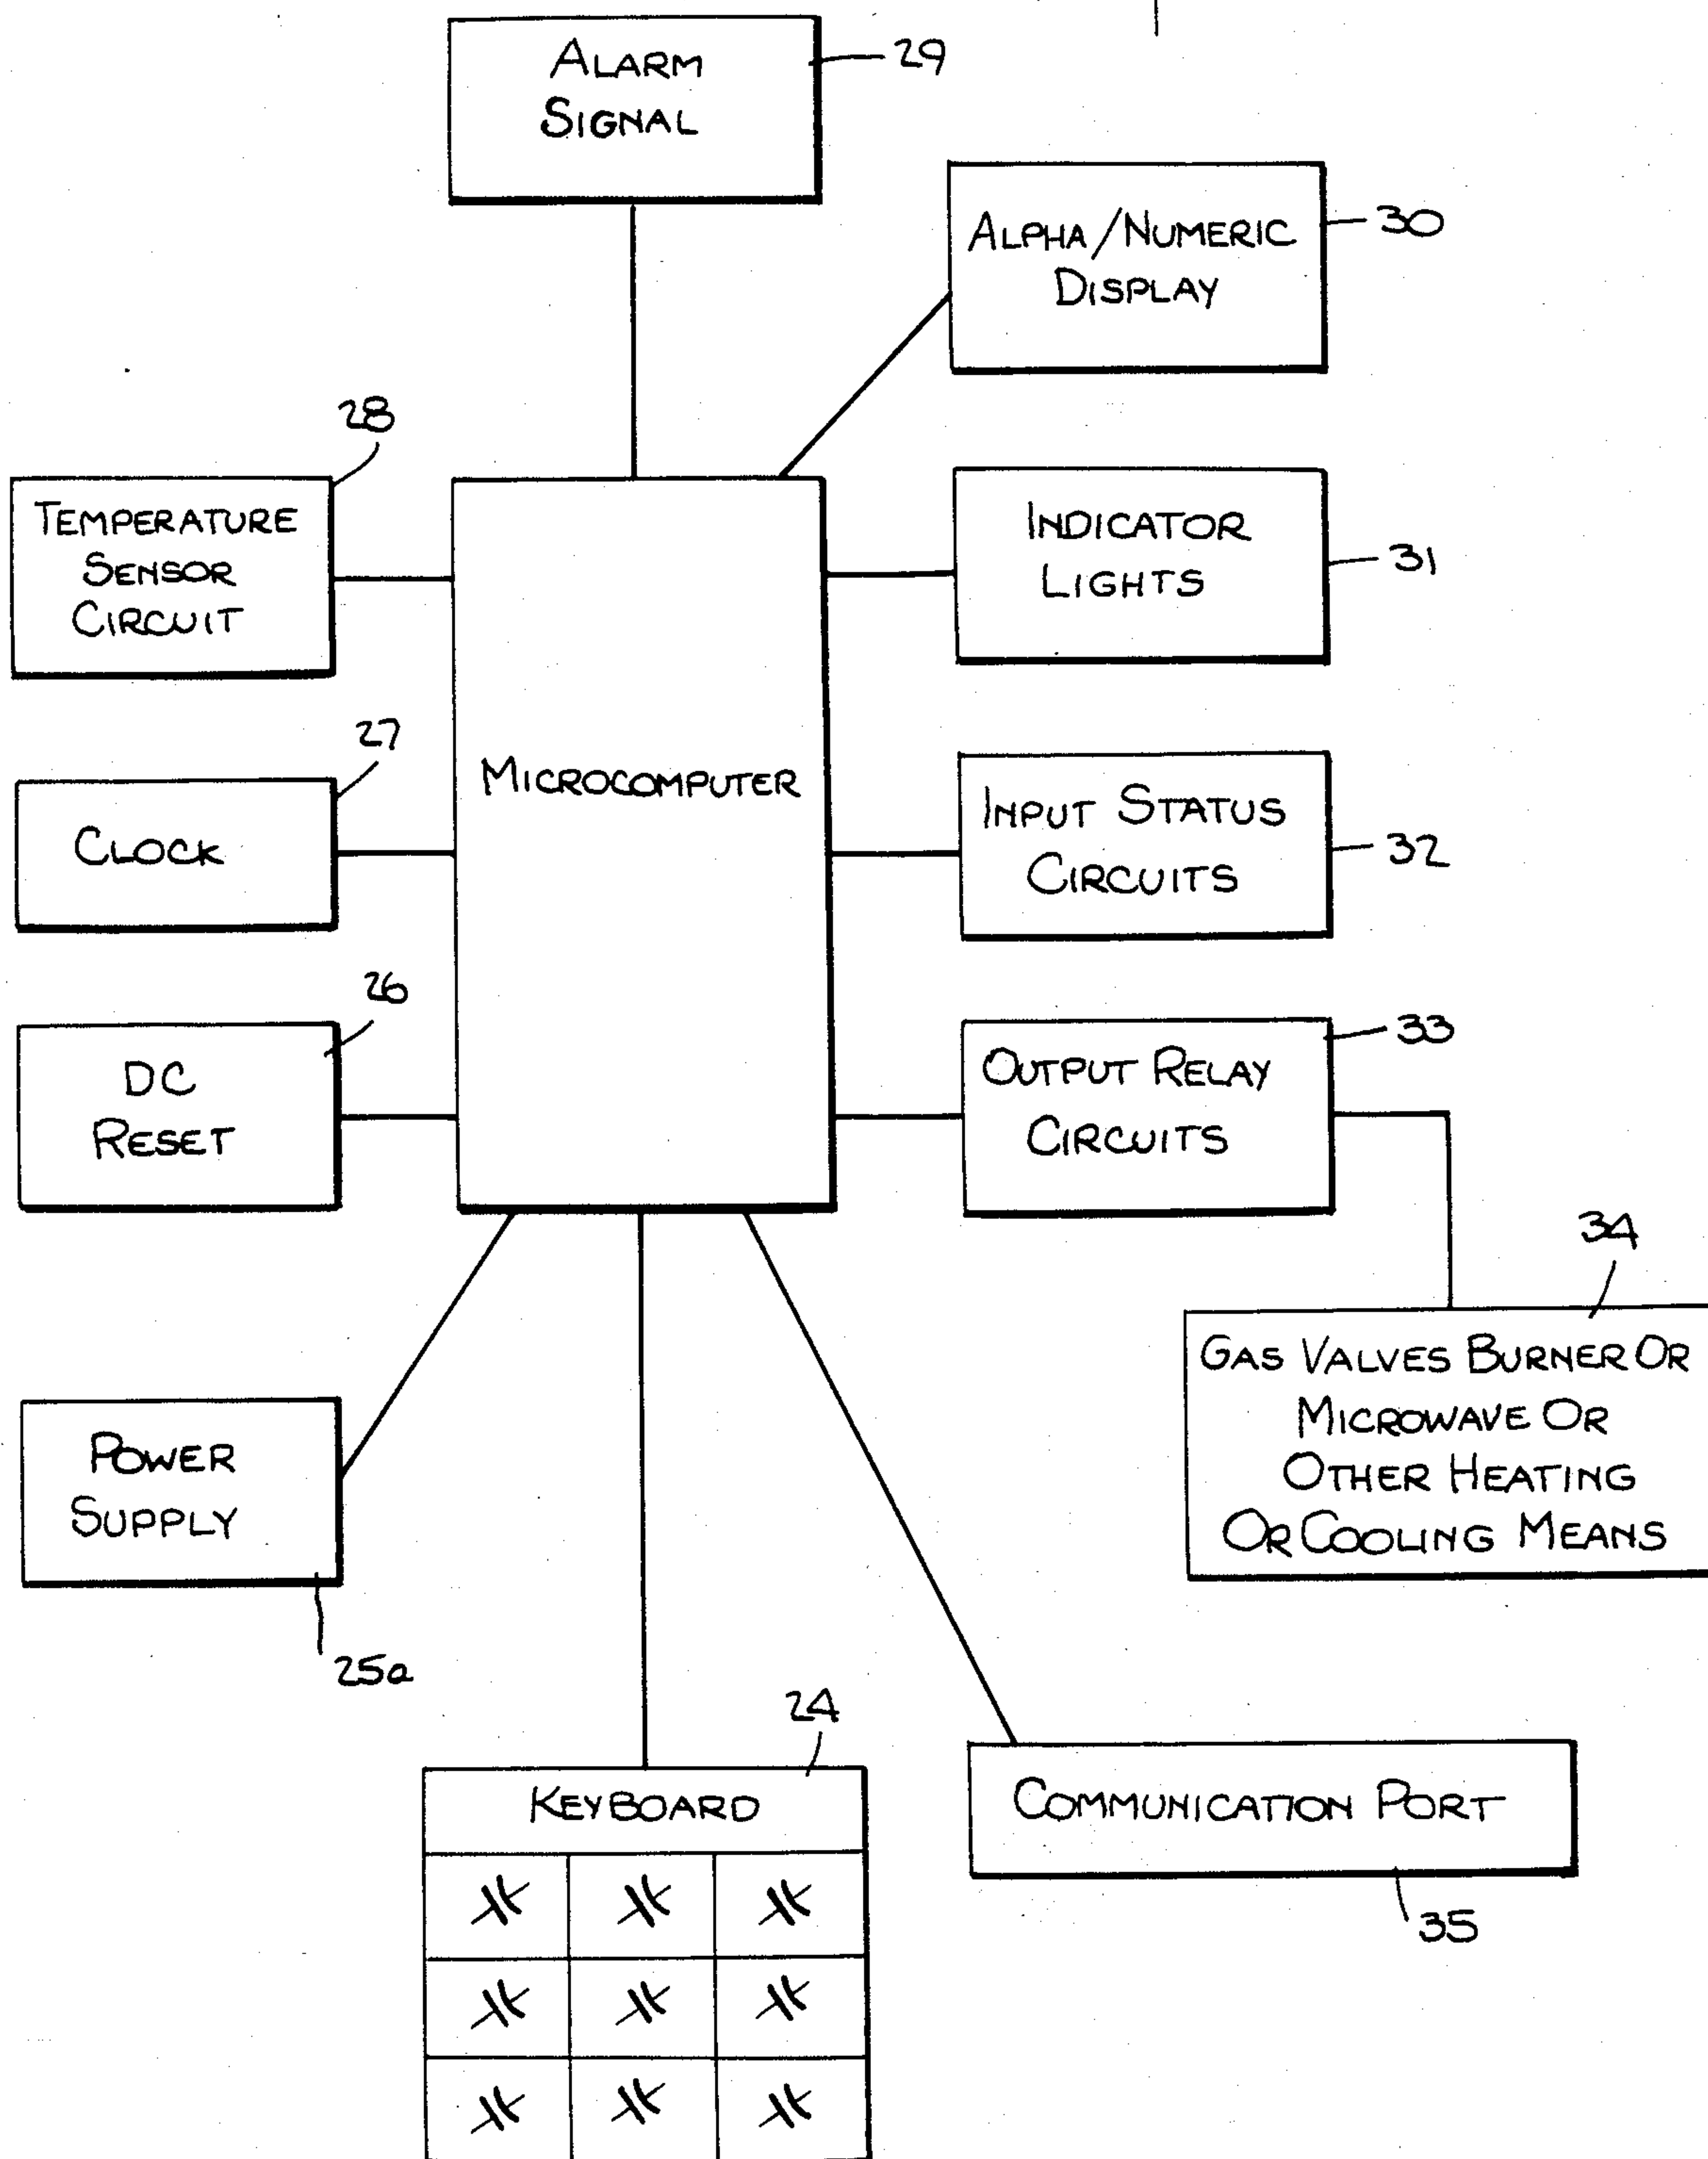 ALARM
SIGNAL
29
ALPHA/NUMERIC
DISPLAY
30
28
TEMPERATURE
SENSOR
CIRCUIT
INDICATOR
LIGHTS
31
27
CLOCK
MICROCOMPUTER
INPUT STATUS
CIRCUITS
32
26
DC
RESET
OUTPUT RELAY
CIRCUITS
33
34
GAS VALVES BURNER OR
MICROWAVE OR
OTHER HEATING
OR COOLING MEANS
POWER
SUPPLY
25a
24
KEYBOARD
COMMUNICATION PORT
35